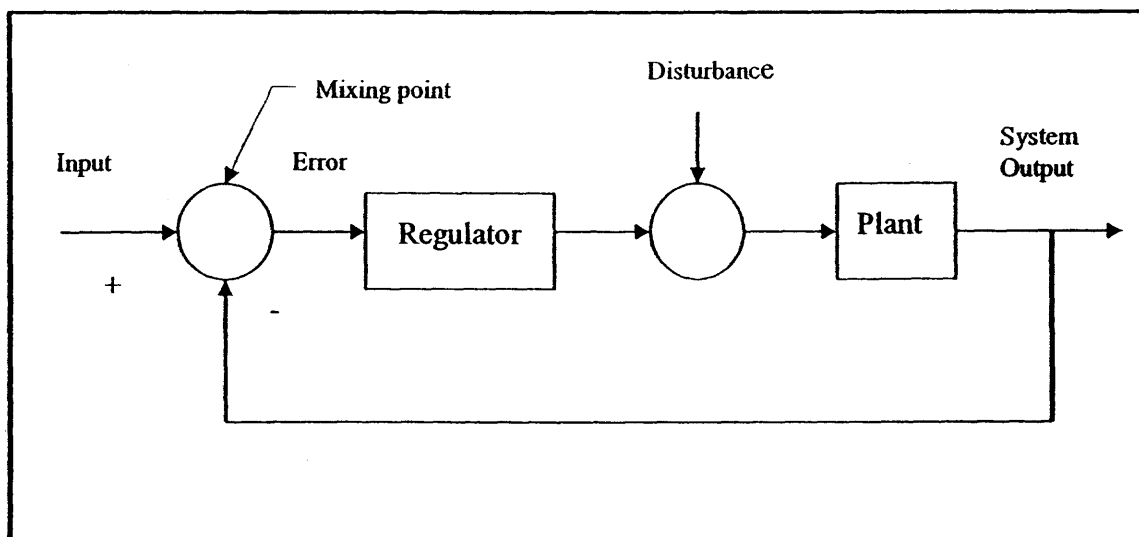 Disturbance
Mixing point
System
Output
Input
Error
Regulator
Plant
+
-